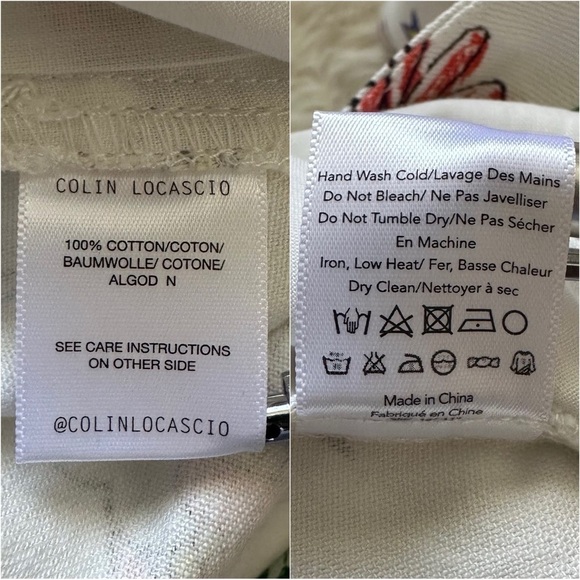 COLIN LOCASCIO
100% COTTON/COTON/
BAUMWOLLE/ COTONE/
ALGOD N
SEE CARE INSTRUCTIONS
ON OTHER SIDE
@COLINLOCASCIO
Hand Wash Cold/Lavage Des Mains
Do Not Bleach/ Ne Pas Javelliser
Do Not Tumble Dry/Ne Pas Sécher
En Machine
Iron, Low Heat/ Fer, Basse Chaleur
Dry Clean/Nettoyer à sec
Made in China
Fabriqué en Chine